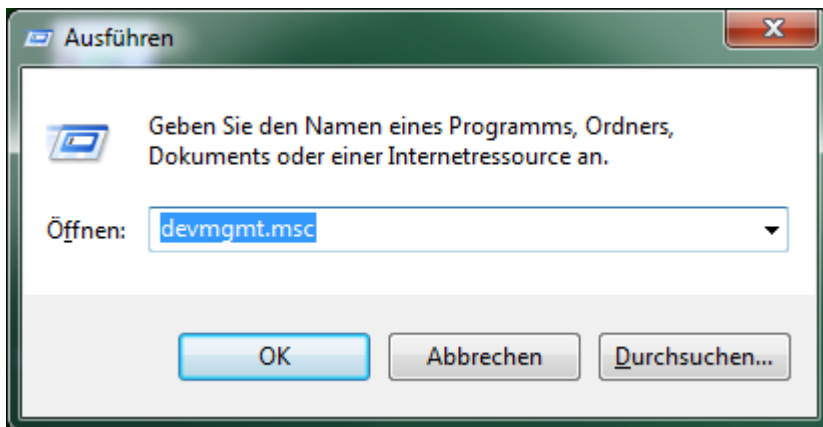 Ausführen
Geben Sie den Namen eines Programms, Ordners,
Dokuments oder einer Internetressource an.
Öffnen: devmgmt.msc
OK Abbrechen Durchsuchen...